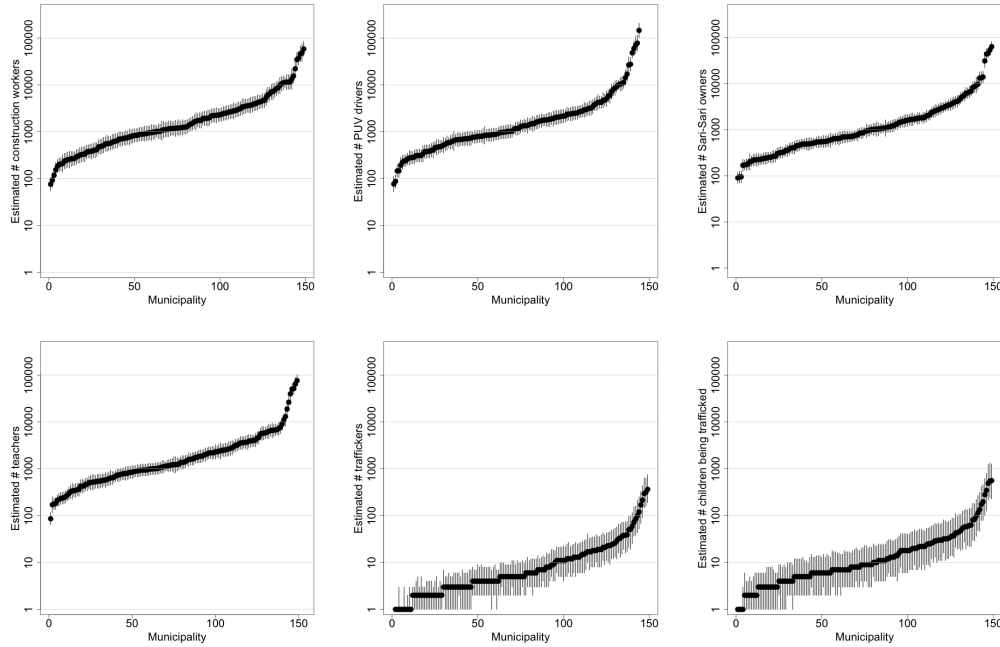 Estimated # construction workers
100000
10000
1000
100
10
1
0 50 100 150
Municipality
Estimated # PUV drivers
100000
10000
1000
100
10
1
0 50 100 150
Municipality
Estimated # Sari-Sari owners
100000
10000
1000
100
10
1
0 50 100 150
Municipality
Estimated # teachers
100000
10000
1000
100
10
1
0 50 100 150
Municipality
Estimated # traffickers
100000
10000
1000
100
10
1
0 50 100 150
Municipality
Estimated # children being trafficked
100000
10000
1000
100
10
1
0 50 100 150
Municipality